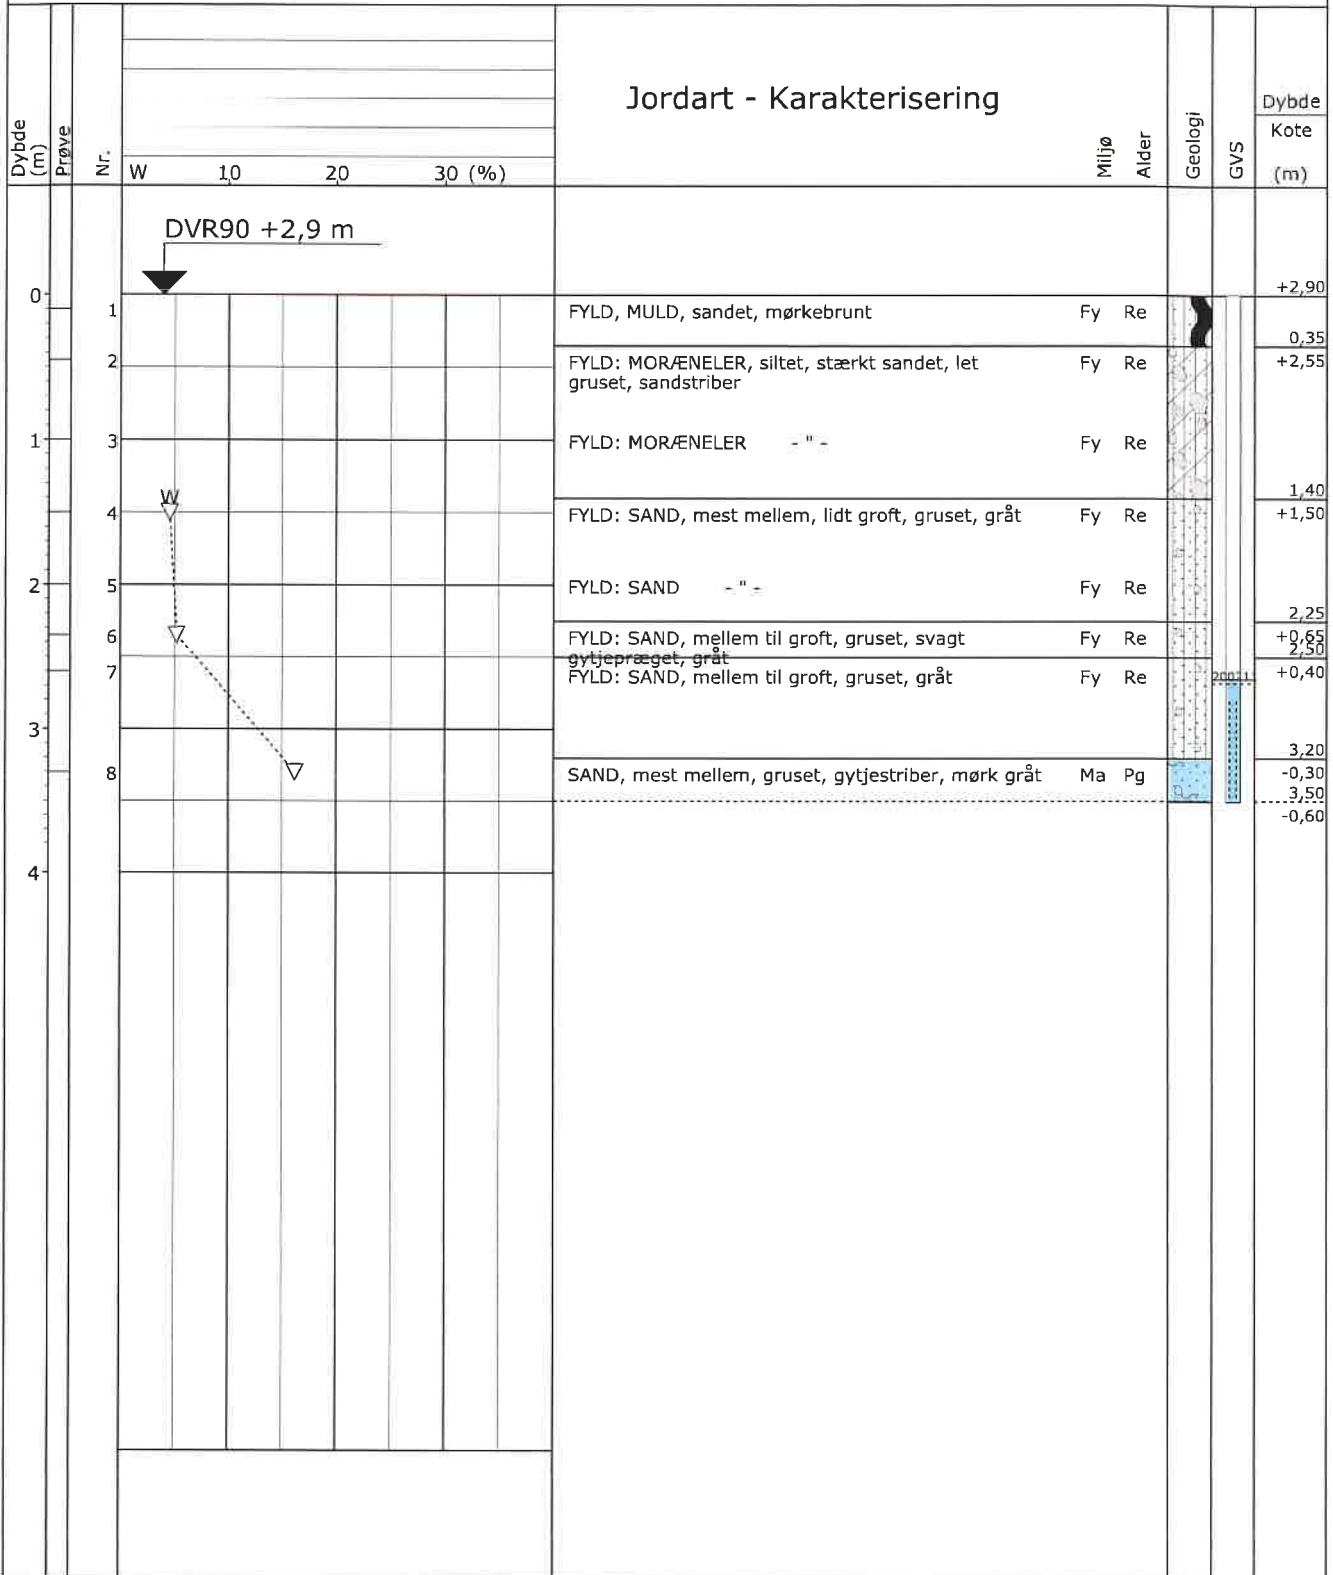 Jordart - Karakterisering
Dybde (m)
Prøve
Nr.
W 10 20 30 (%)
Miljø
Alder
Geologi
GVS
Dybde
Kote
(m)
DVR90 +2,9 m
+2,90
0
1 FYLD, MULD, sandet, mørkebrunt Fy Re
0,35
2 FYLD: MORÆNELER, siltet, stærkt sandet, let Fy Re +2,55
gruset, sandstriber
1 3 FYLD: MORÆNELER - " - Fy Re
1,40
W
4 FYLD: SAND, mest mellem, lidt groft, gruset, gråt Fy Re +1,50
2 5 FYLD: SAND - " - Fy Re
2,25
6 FYLD: SAND, mellem til groft, gruset, svagt Fy Re +0,65
gytjepræget, gråt 2,50
7 FYLD: SAND, mellem til groft, gruset, gråt Fy Re +0,40
3
3,20
8 SAND, mest mellem, gruset, gytjestriber, mørk gråt Ma Pg -0,30
3,50
-0,60
4